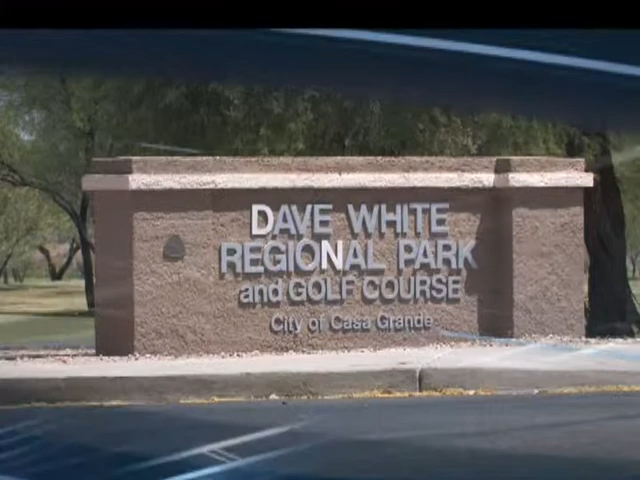 DAVE WHITE
REGIONAL PARK
and GOLF COURSE
City of Casa Grande